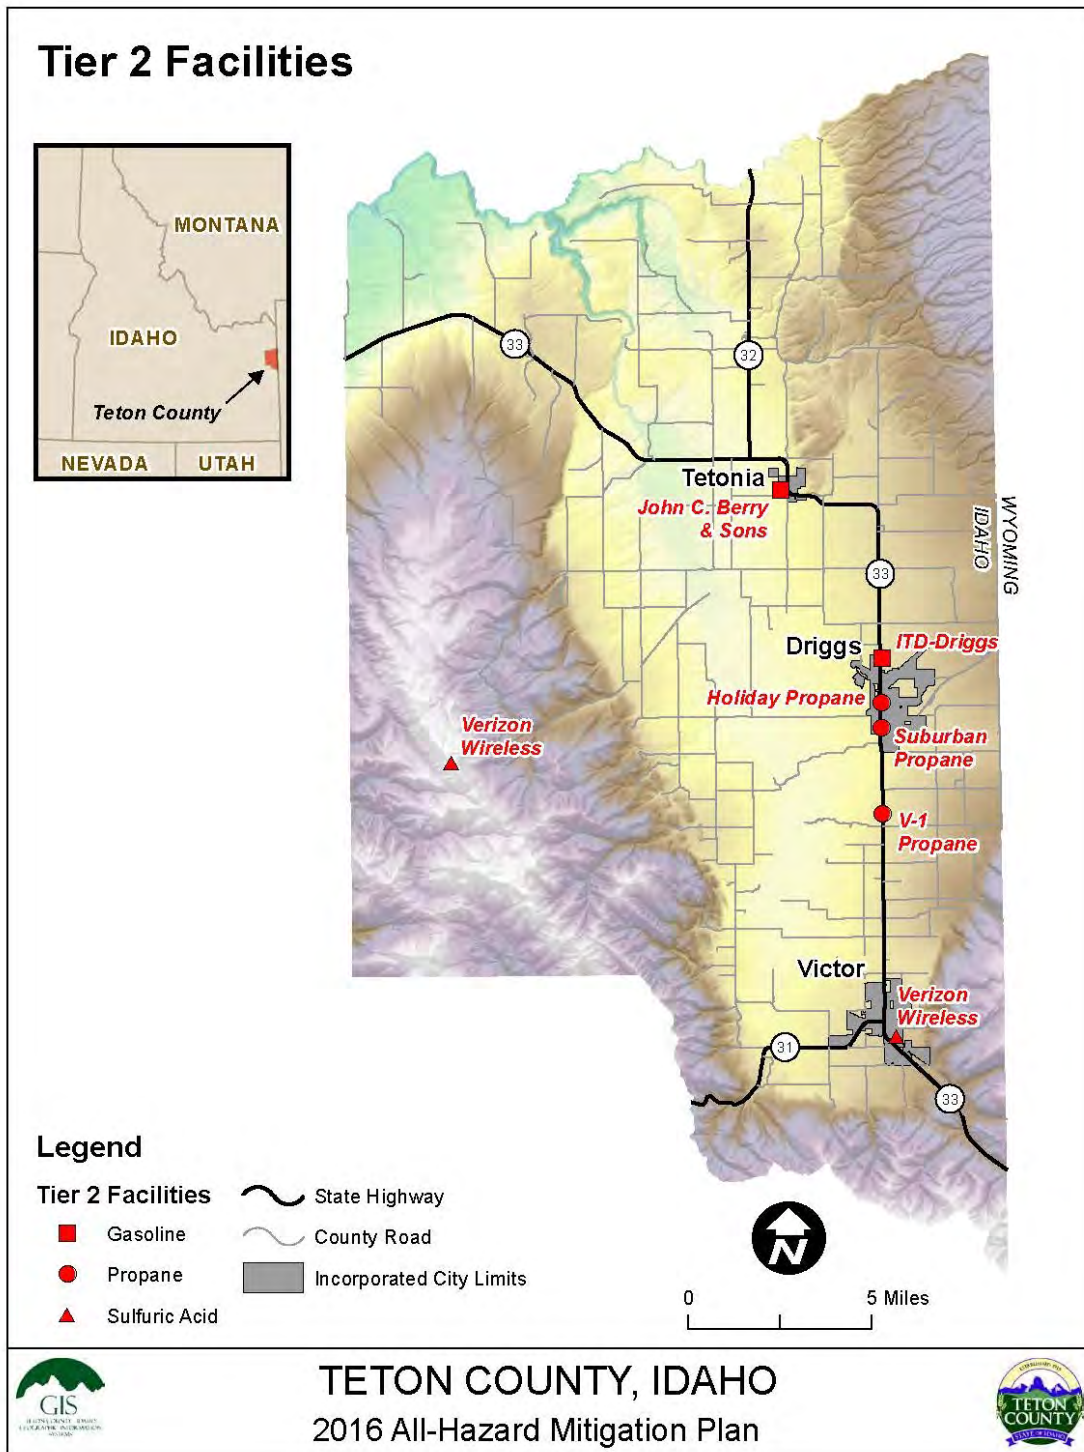 Tier 2 Facilities
MONTANA
IDAHO
Teton County
NEVADA
UTAH
33
32
Tetonia
John C. Berry
& Sons
WYOMING
IDAHO
33
Driggs
ITD-Driggs
Holiday Propane
Suburban
Propane
Verizon
Wireless
V-1
Propane
Victor
Verizon
Wireless
31
33
Legend
Tier 2 Facilities
Gasoline
Propane
Sulfuric Acid
State Highway
County Road
Incorporated City Limits
N
0
5 Miles
GIS
TETON COUNTY, IDAHO
2016 All-Hazard Mitigation Plan
TETON
COUNTY
STATE OF IDAHO